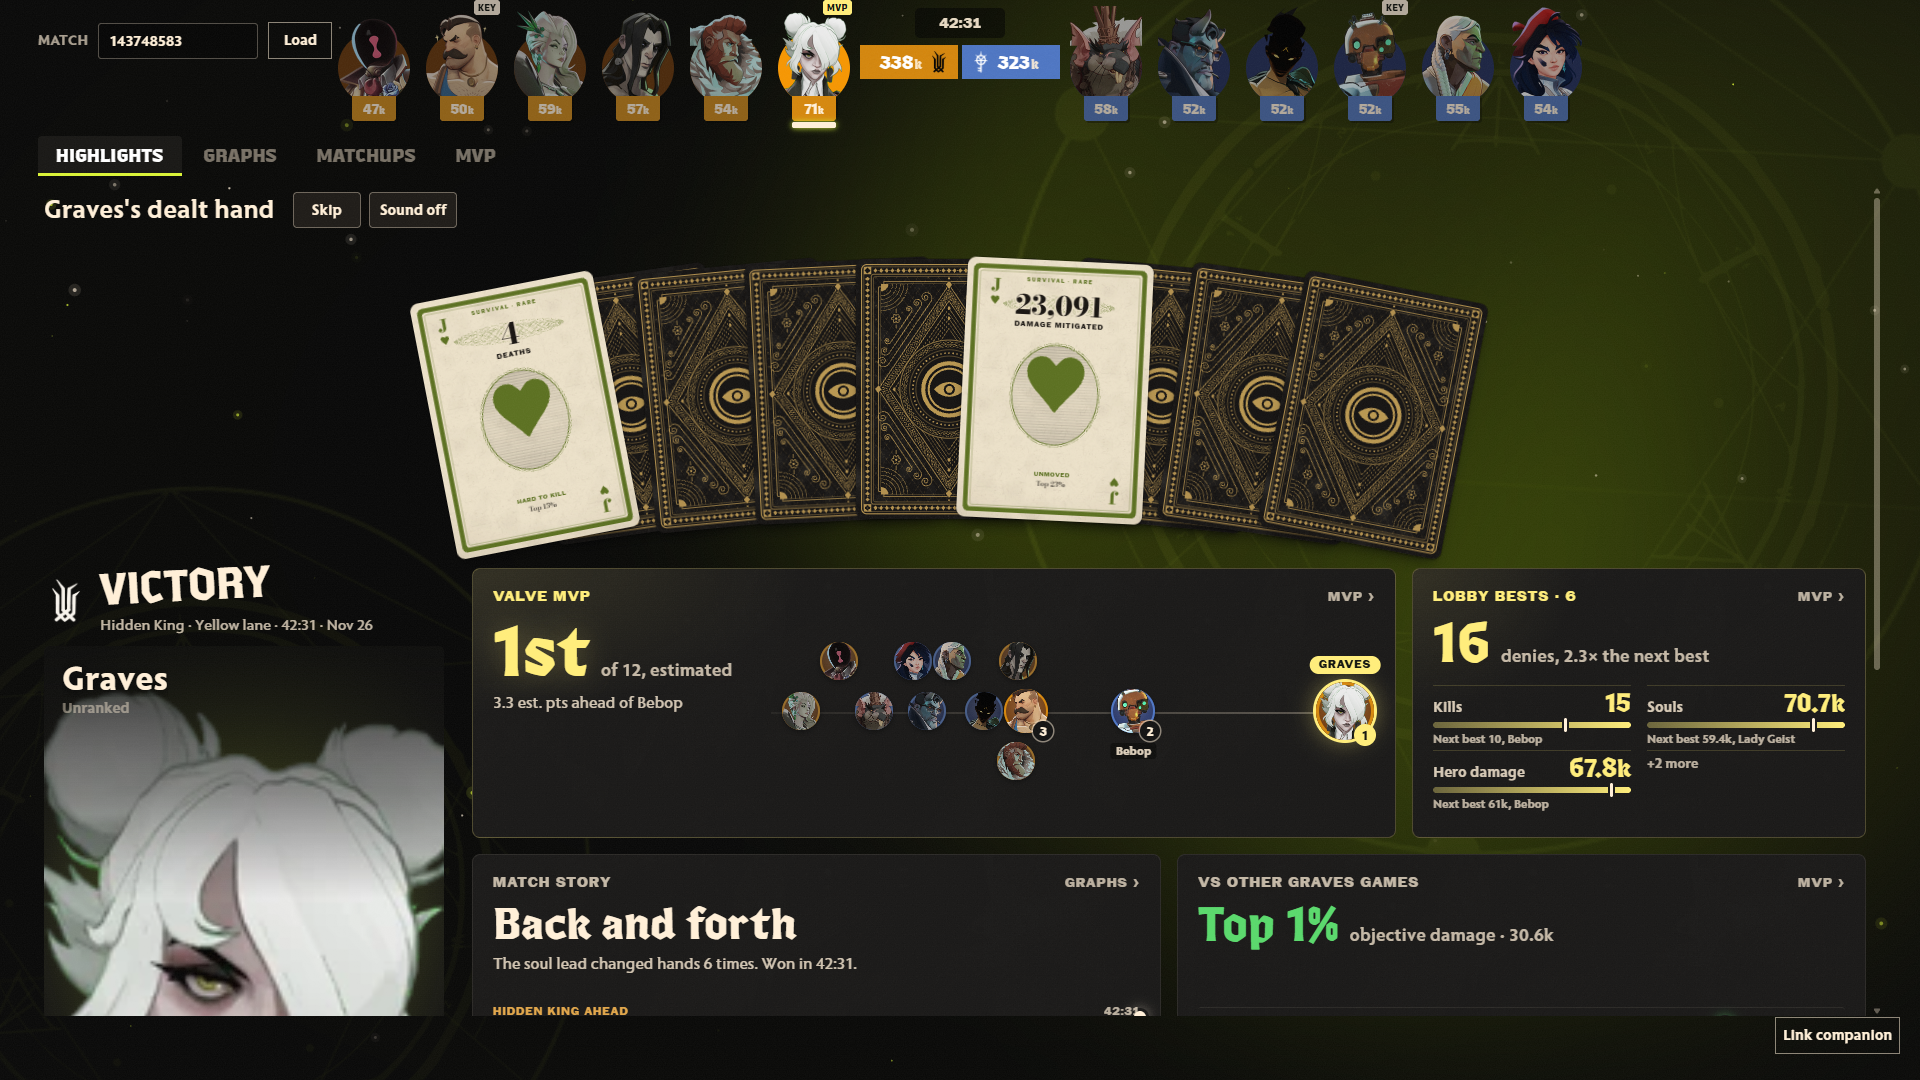 MATCH
143748583
Load
KEY
MVP
KEY
42:31
338k
323k
47k
50k
59k
57k
54k
71k
58k
52k
52k
52k
55k
54k
HIGHLIGHTS
GRAPHS
MATCHUPS
MVP
Graves's dealt hand
Skip
Sound off
J
SURVIVAL · RARE
4
DEATHS
HARD TO KILL
Top 15%
J
J
SURVIVAL · RARE
23,091
DAMAGE MITIGATED
UNMOVED
Top 23%
J
VICTORY
Hidden King · Yellow lane · 42:31 · Nov 26
Graves
Unranked
VALVE MVP
MVP ›
1st of 12, estimated
3.3 est. pts ahead of Bebop
GRAVES
3
2
1
Bebop
LOBBY BESTS · 6
MVP ›
16 denies, 2.3× the next best
Kills 15
Next best 10, Bebop
Souls 70.7k
Next best 59.4k, Lady Geist
Hero damage 67.8k
Next best 61k, Bebop
+2 more
MATCH STORY
GRAPHS ›
Back and forth
The soul lead changed hands 6 times. Won in 42:31.
HIDDEN KING AHEAD
42:31
VS OTHER GRAVES GAMES
MVP ›
Top 1% objective damage · 30.6k
Link companion